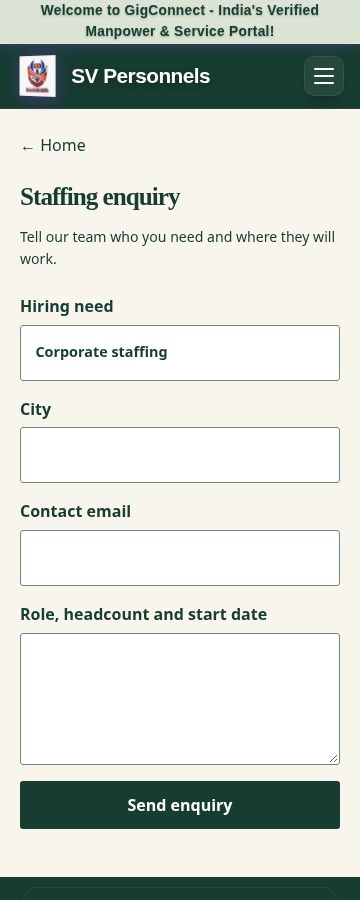 Welcome to GigConnect - India's Verified
Manpower & Service Portal!
SV Personnels
← Home
Staffing enquiry
Tell our team who you need and where they will
work.
Hiring need
Corporate staffing
City
Contact email
Role, headcount and start date
Send enquiry